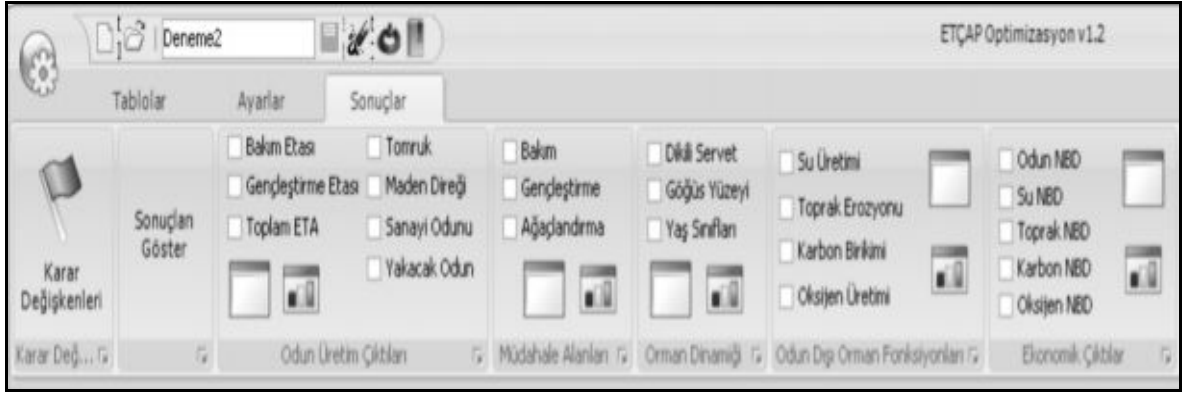 Deneme2
ETÇAP Optimizasyon v1.2
Tablolar
Ayarlar
Sonuçlar
Karar
Değişkenleri
Karar Değ...
Sonuçları
Göster
Bakım Etası
Gençleştirme Etası
Toplam ETA
Tomruk
Maden Direği
Sanayi Odunu
Yakacak Odun
Odun Üretim Çıktıları
Bakım
Gençleştirme
Ağaçlandırma
Müdahale Alanları
Dikili Servet
Göğüs Yüzeyi
Yaş Sınıfları
Orman Dinamiği
Su Üretimi
Toprak Erozyonu
Karbon Birikimi
Oksijen Üretimi
Odun Dışı Orman Fonksiyonları
Odun NBD
Su NBD
Toprak NBD
Karbon NBD
Oksijen NBD
Ekonomik Çıktılar